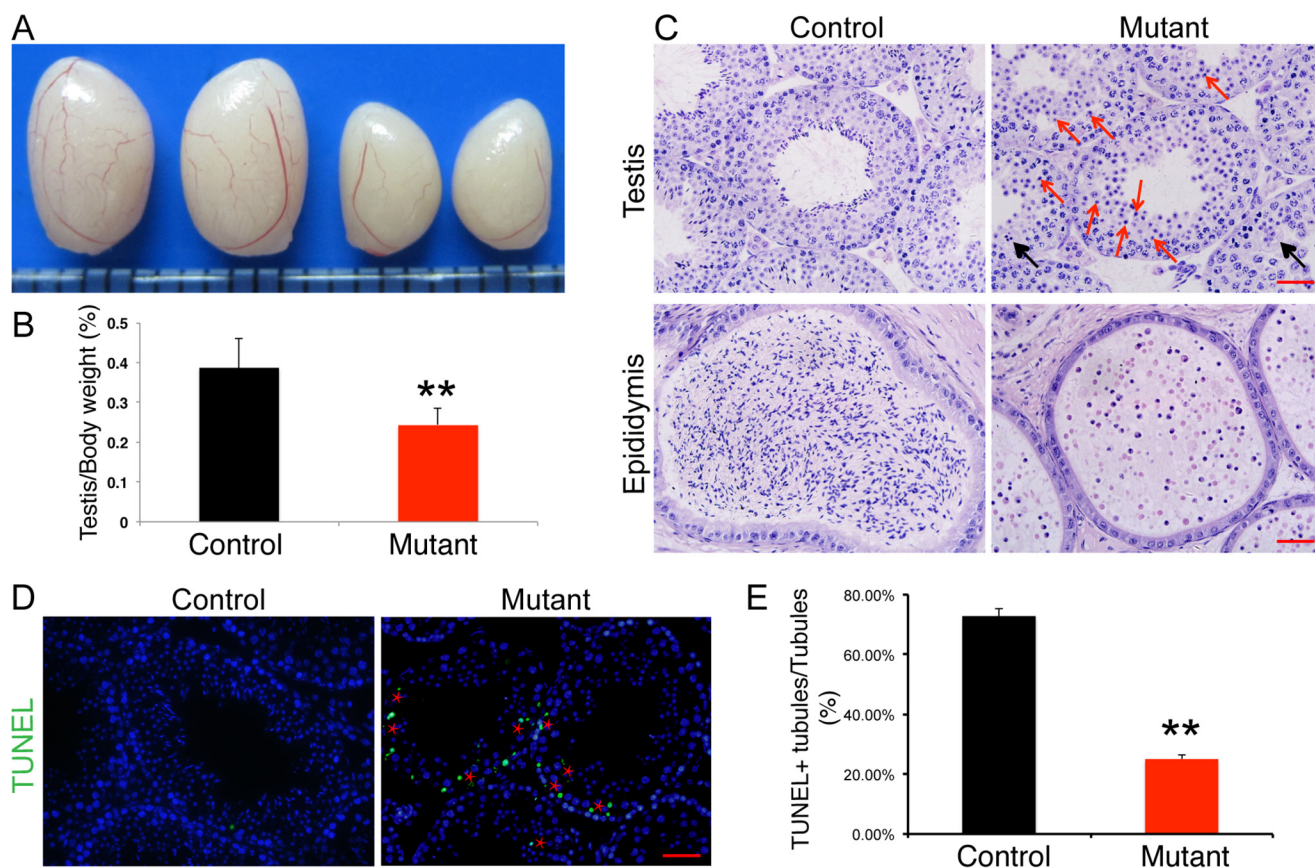 A
B
Testis/Body weight (%)
0.5
0.4
0.3
0.2
0.1
0
**
Control
Mutant
C
Control
Mutant
Testis
Epididymis
D
Control
Mutant
TUNEL
E
TUNEL+ tubules/Tubules
(%)
80.00%
60.00%
40.00%
20.00%
0.00%
**
Control
Mutant